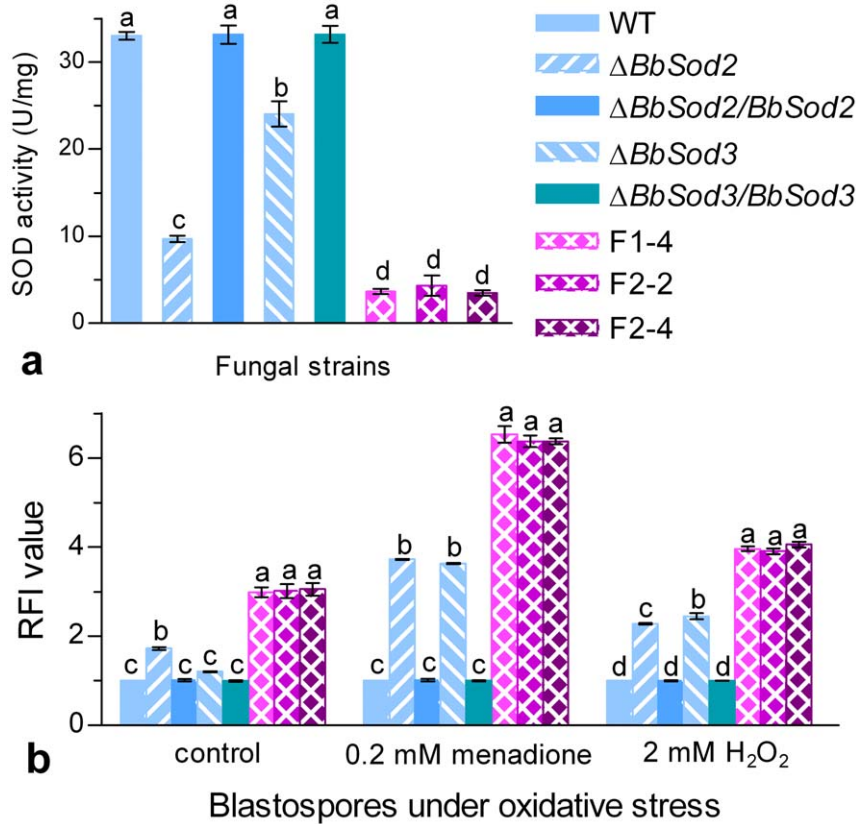 a a a
b
c
d d d
SOD activity (U/mg)
30
20
10
0
Fungal strains
a
WT
ΔBbSod2
ΔBbSod2/BbSod2
ΔBbSod3
ΔBbSod3/BbSod3
F1-4
F2-2
F2-4
RFI value
6
4
2
0
c b c c c a a a
c b c b c a a a
d c d b d a a a
control 0.2 mM menadione 2 mM H₂O₂
b
Blastospores under oxidative stress